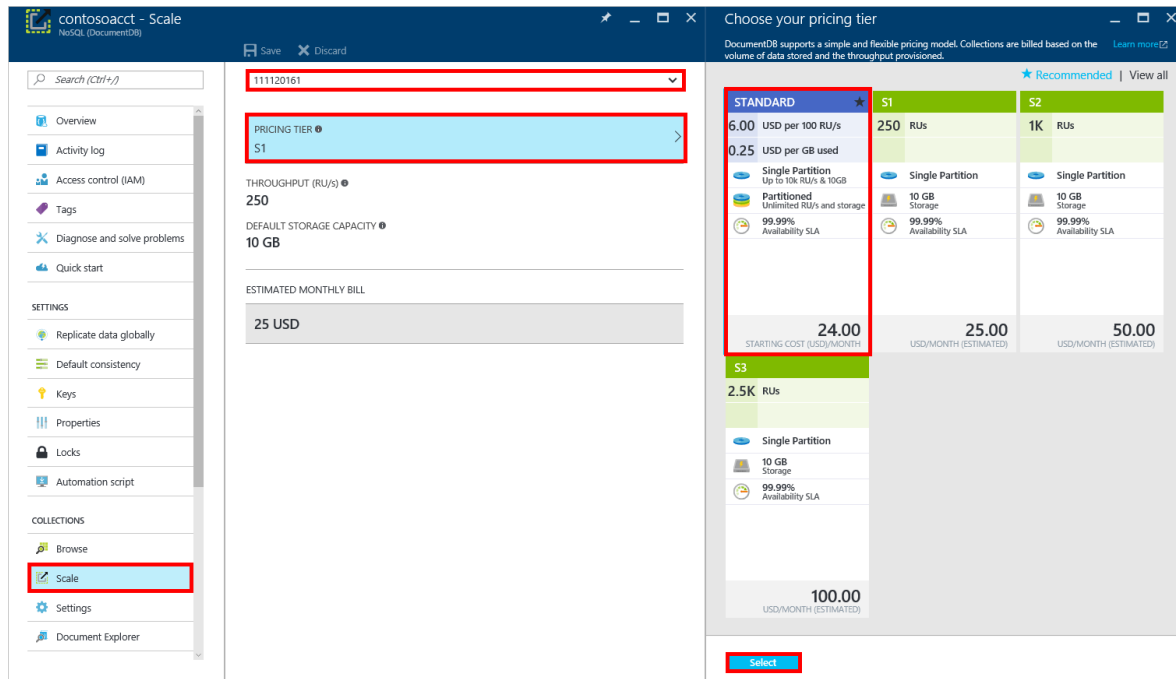 contosoacct - Scale
NoSQL (DocumentDB)
Save Discard
Search (Ctrl+/)
Overview
Activity log
Access control (IAM)
Tags
Diagnose and solve problems
Quick start
SETTINGS
Replicate data globally
Default consistency
Keys
Properties
Locks
Automation script
COLLECTIONS
Browse
Scale
Settings
Document Explorer
111120161
PRICING TIER
S1
THROUGHPUT (RU/s)
250
DEFAULT STORAGE CAPACITY
10 GB
ESTIMATED MONTHLY BILL
25 USD
Choose your pricing tier
DocumentDB supports a simple and flexible pricing model. Collections are billed based on the
volume of data stored and the throughput provisioned.
Learn more
Recommended | View all
STANDARD
6.00 USD per 100 RU/s
0.25 USD per GB used
Single Partition
Up to 10k RU/s & 10GB
Partitioned
Unlimited RU/s and storage
99.99%
Availability SLA
24.00
STARTING COST (USD)/MONTH
S1
250 RUs
Single Partition
10 GB
Storage
99.99%
Availability SLA
25.00
USD/MONTH (ESTIMATED)
S2
1K RUs
Single Partition
10 GB
Storage
99.99%
Availability SLA
50.00
USD/MONTH (ESTIMATED)
S3
2.5K RUs
Single Partition
10 GB
Storage
99.99%
Availability SLA
100.00
USD/MONTH (ESTIMATED)
Select